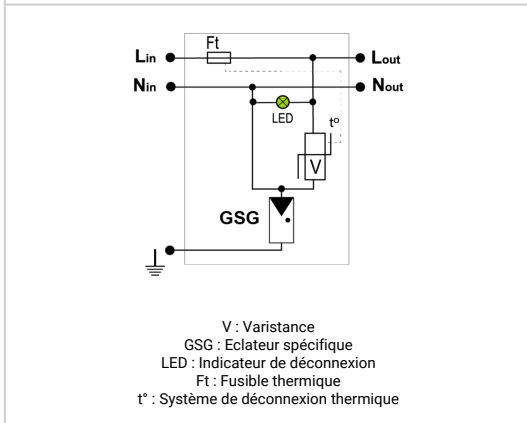 Ft
Lin
Lout
Nin
Nout
LED
t°
V
GSG
V : Varistance
GSG : Eclateur spécifique
LED : Indicateur de déconnexion
Ft : Fusible thermique
t° : Système de déconnexion thermique